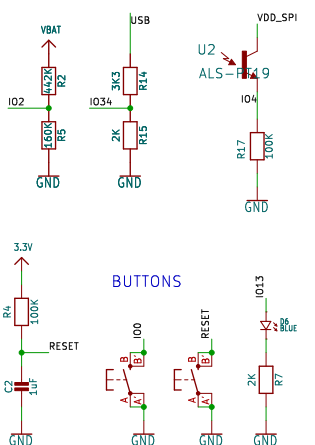 USB
VDD_SPI
VBAT
442K
R2
3K3
R14
U2
ALS-PT19
IO2
IO34
IO4
160K
R5
2K
R15
R17
100K
GND
GND
GND
3.3V
BUTTONS
IO13
R4
100K
IO0
RESET
D6
BLUE
RESET
B
B'
B
B'
C2
1uF
A
A'
A
A'
2K
R7
GND
GND
GND
GND